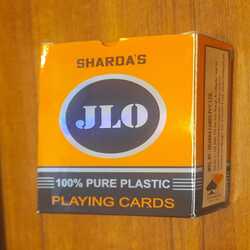 SHARDA'S
JLO
100% PURE PLASTIC
PLAYING CARDS